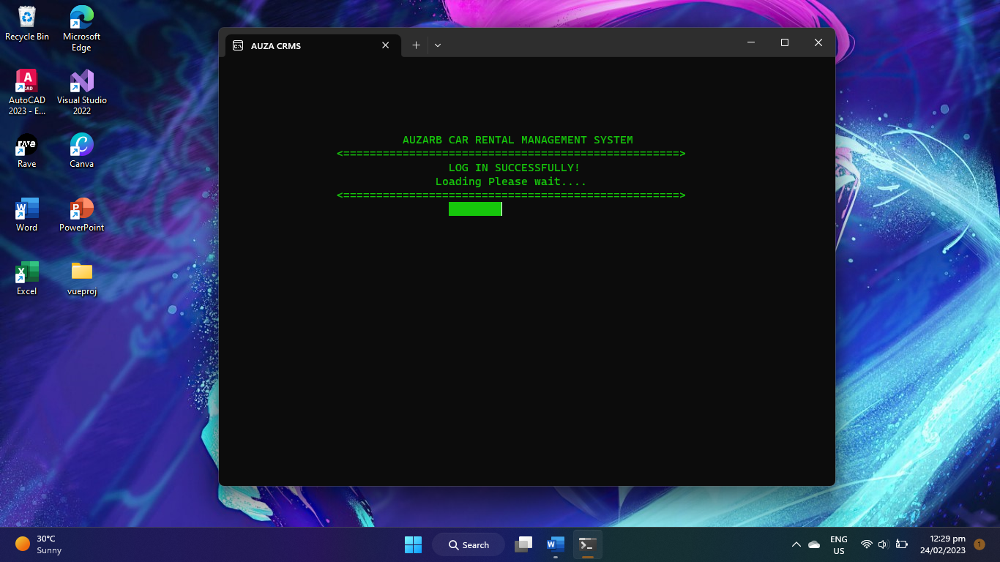 Recycle Bin
Microsoft
Edge
AutoCAD
2023 - E...
Visual Studio
2022
Rave
Canva
Word
PowerPoint
Excel
vueproj
AUZA CRMS
AUZARB CAR RENTAL MANAGEMENT SYSTEM
<===================================================>
LOG IN SUCCESSFULLY!
Loading Please wait....
<===================================================>
30°C
Sunny
Search
ENG
US
12:29 pm
24/02/2023
1